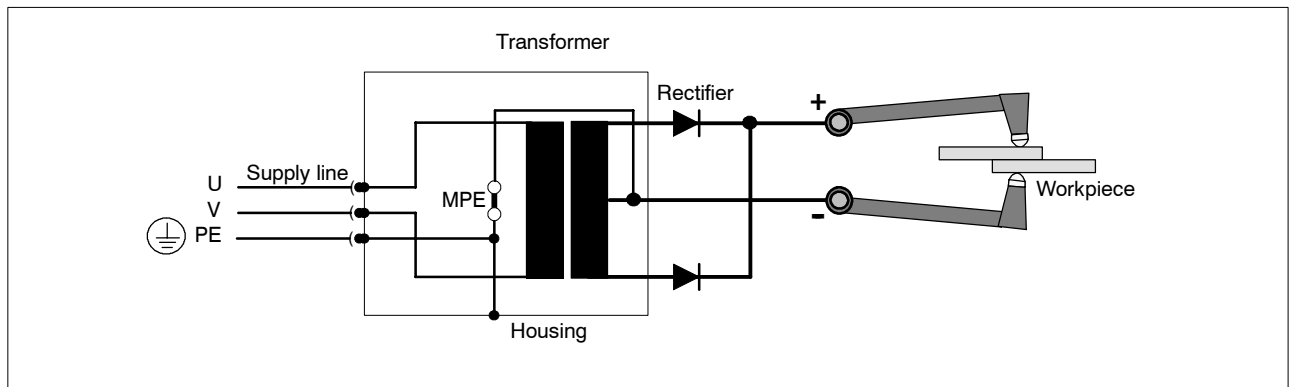 Transformer
Rectifier
+
Supply line
U
V
MPE
PE
-
Workpiece
Housing